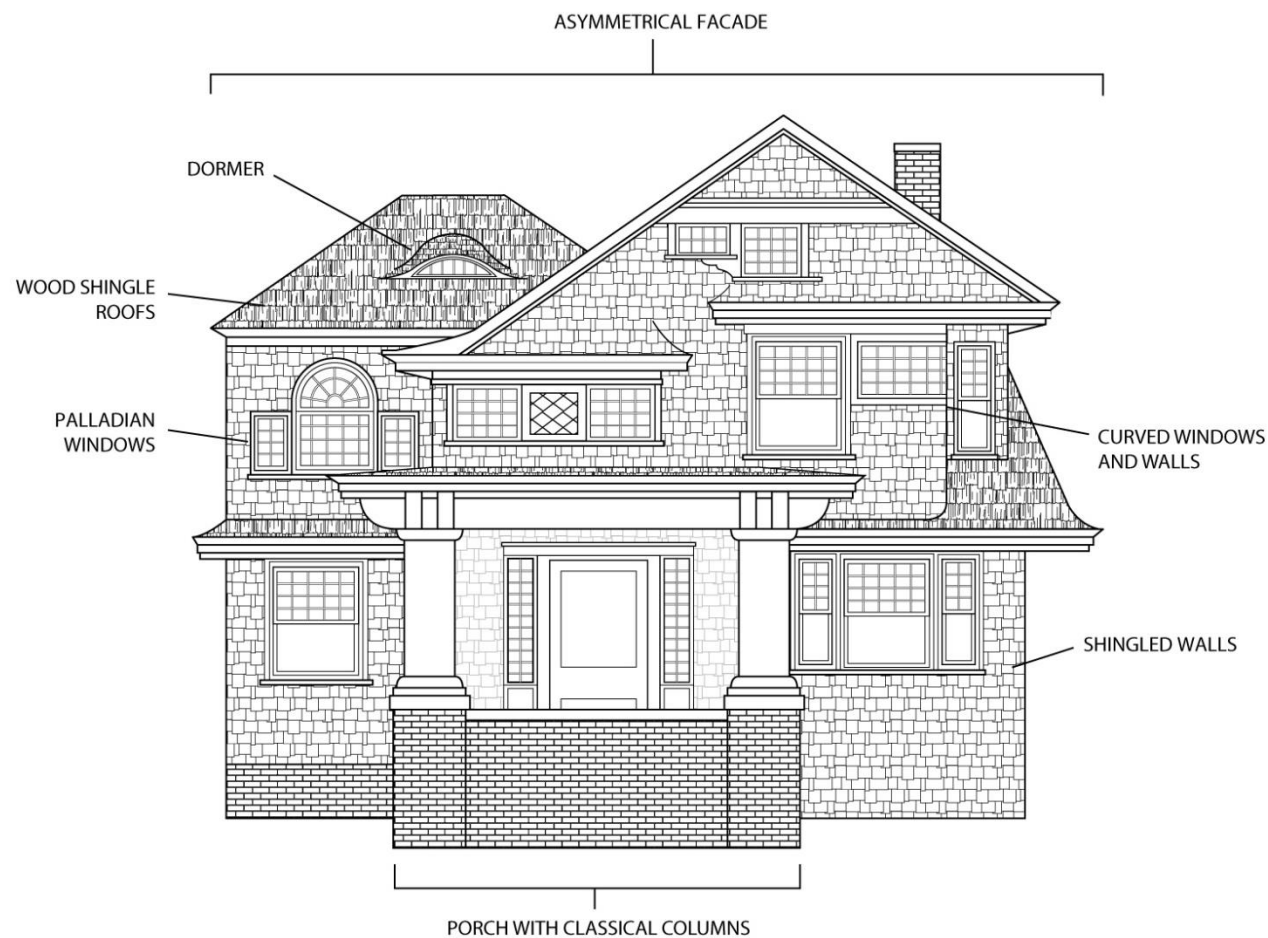 ASYMMETRICAL FACADE
DORMER
WOOD SHINGLE
ROOFS
PALLADIAN
WINDOWS
CURVED WINDOWS
AND WALLS
SHINGLED WALLS
PORCH WITH CLASSICAL COLUMNS